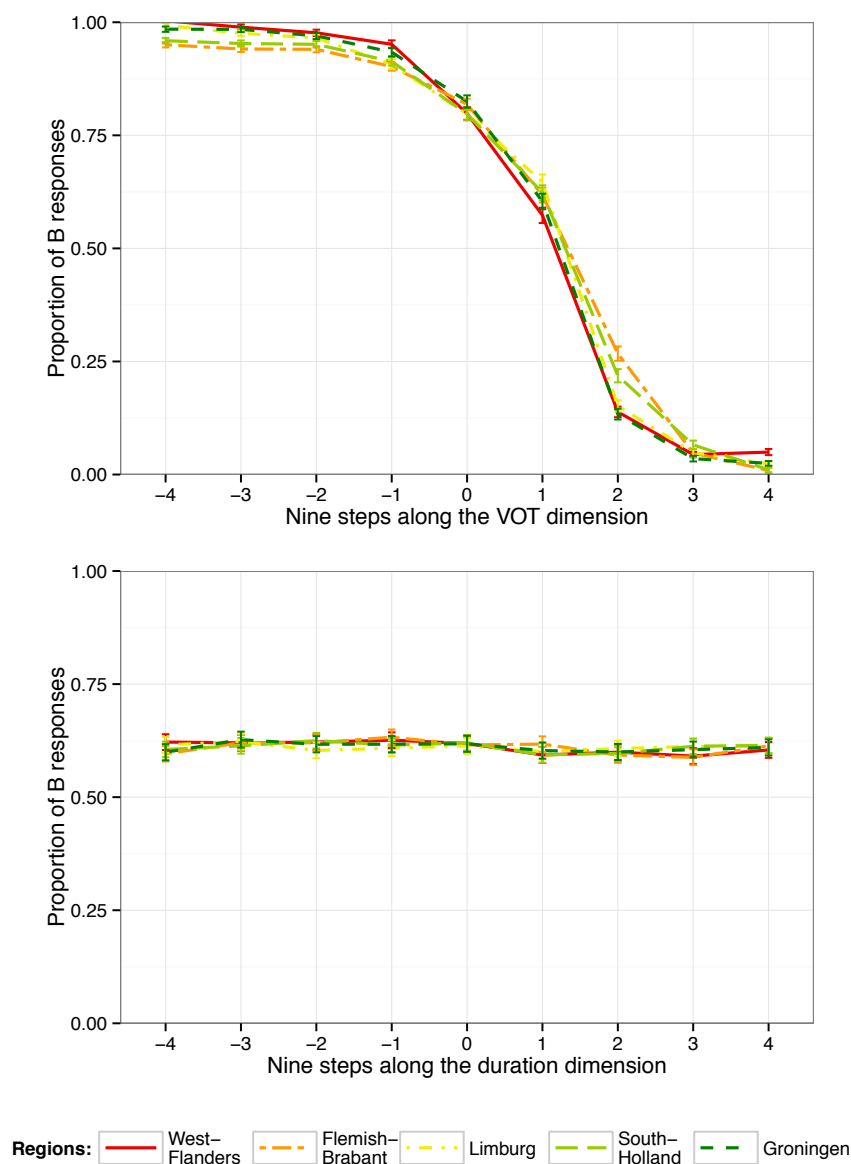 1.00
0.75
0.50
0.25
0.00
Proportion of B responses
−4 −3 −2 −1 0 1 2 3 4
Nine steps along the VOT dimension
1.00
0.75
0.50
0.25
0.00
Proportion of B responses
−4 −3 −2 −1 0 1 2 3 4
Nine steps along the duration dimension
Regions: West− Flemish− Limburg South− Groningen
Flanders Brabant Holland